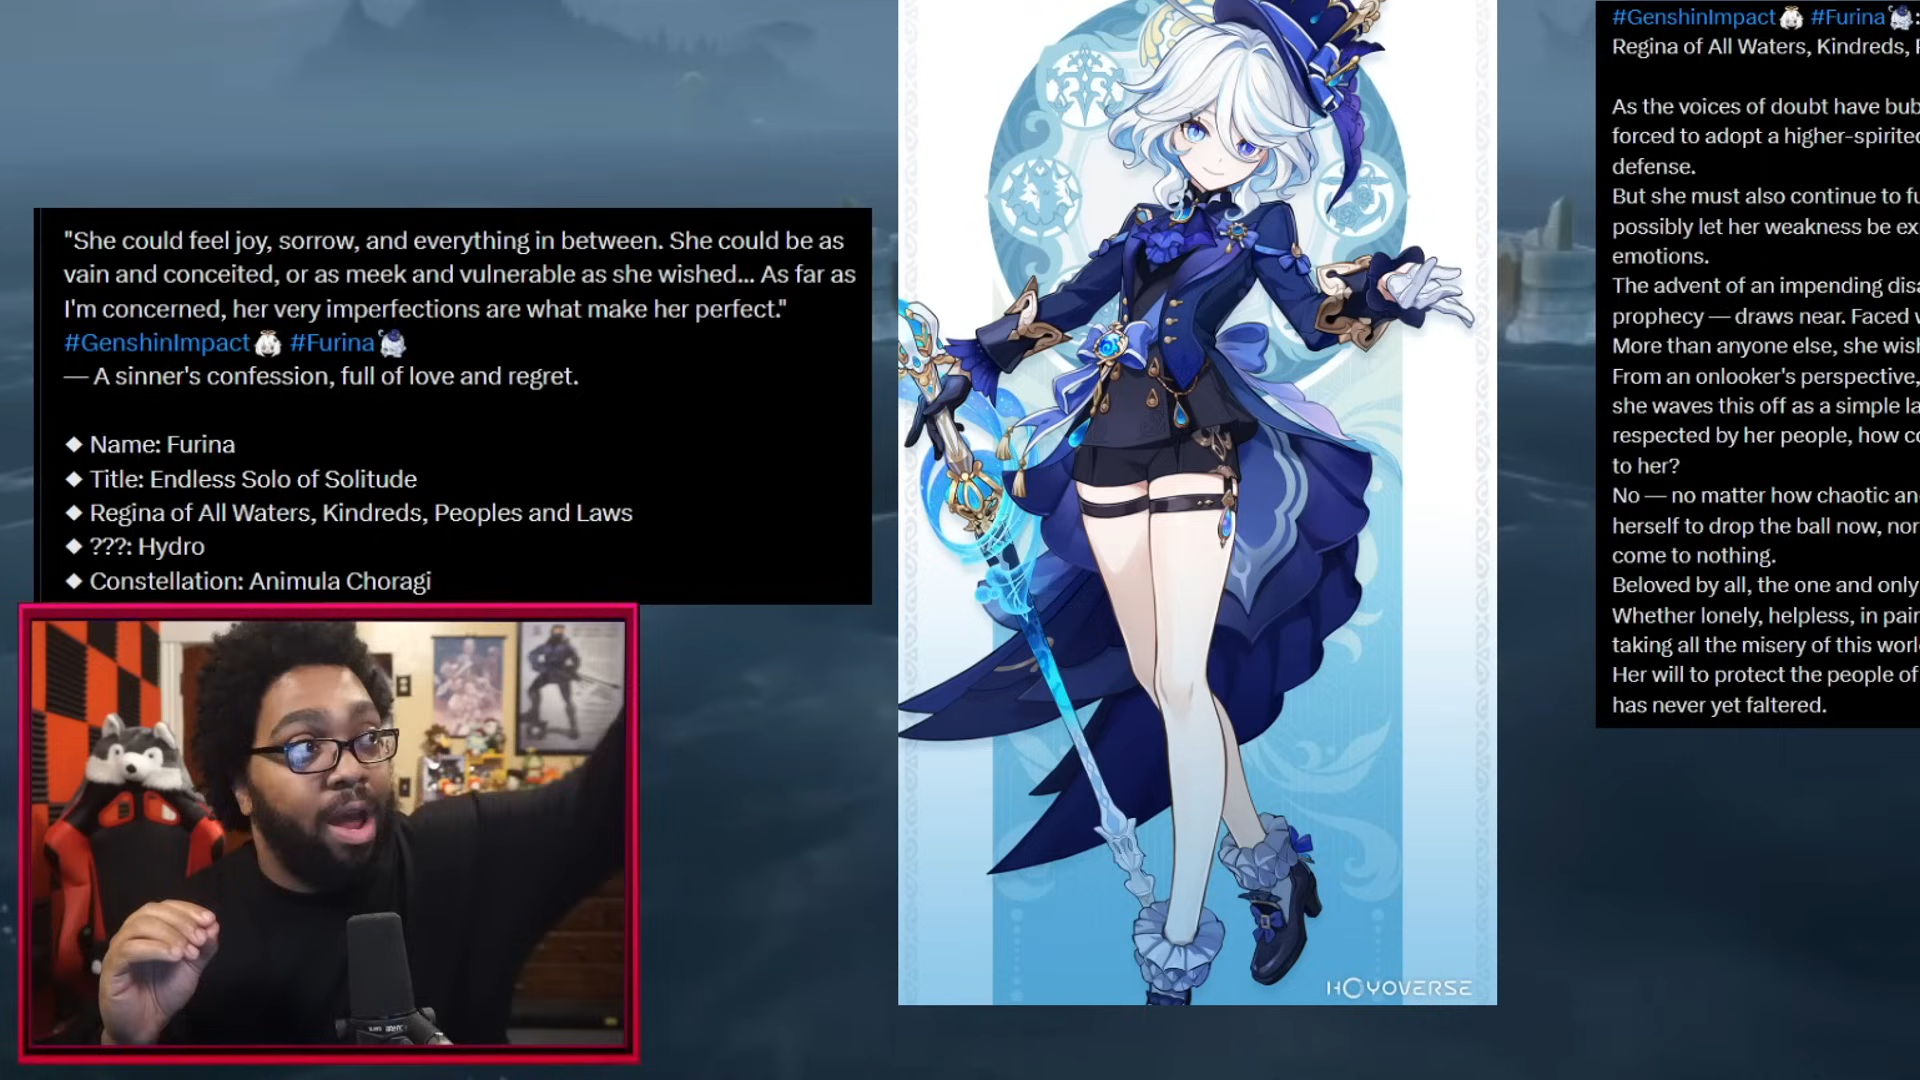 "She could feel joy, sorrow, and everything in between. She could be as
vain and conceited, or as meek and vulnerable as she wished... As far as
I'm concerned, her very imperfections are what make her perfect."
#GenshinImpact #Furina
— A sinner's confession, full of love and regret.
◆ Name: Furina
◆ Title: Endless Solo of Solitude
◆ Regina of All Waters, Kindreds, Peoples and Laws
◆ ???: Hydro
◆ Constellation: Animula Choragi
HOYOVERSE
#GenshinImpact #Furina:
Regina of All Waters, Kindreds,
As the voices of doubt have
forced to adopt a higher-spirited
defense.
But she must also continue to
possibly let her weakness be
emotions.
The advent of an impending
prophecy — draws near. Faced
More than anyone else, she
From an onlooker's perspective,
she waves this off as a simple
respected by her people, how
to her?
No — no matter how chaotic
herself to drop the ball now, nor
come to nothing.
Beloved by all, the one and only
Whether lonely, helpless, in
taking all the misery of this
Her will to protect the people of
has never yet faltered.